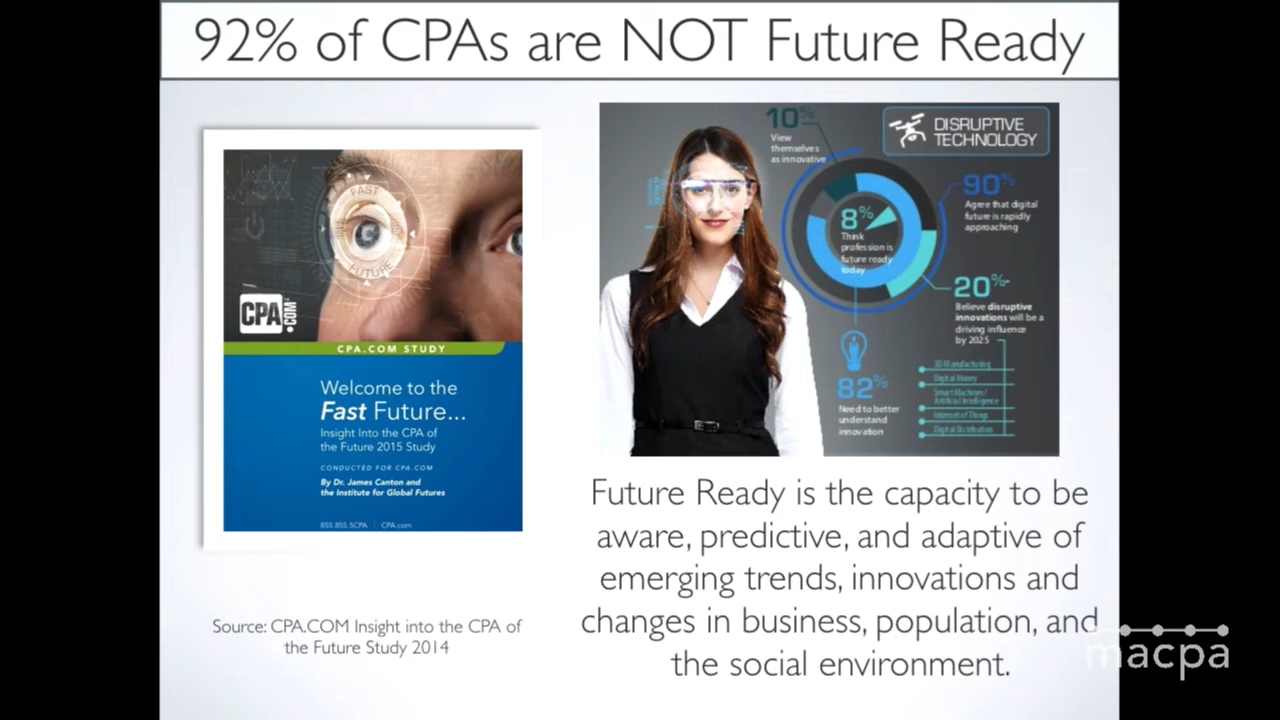 92% of CPAs are NOT Future Ready
FAST
FUTURE
CPA
.COM
CPA.COM STUDY
Welcome to the
Fast Future...
Insight Into the CPA of
the Future 2015 Study
CONDUCTED FOR CPA.COM
By Dr. James Canton and
the Institute for Global Futures
855.855.5CPA | CPA.com
Source: CPA.COM Insight into the CPA of
the Future Study 2014
DISRUPTIVE
TECHNOLOGY
10%
View
themselves
as innovative
90%
Agree that digital
future is rapidly
approaching
8%
Think
profession is
future ready
today
20%
Believe disruptive
innovations will be a
driving influence
by 2025
3D Manufacturing
Digital Money
Smart Machines/
Artificial Intelligence
Internet of Things
Digital Distribution
82%
Need to better
understand
innovation
Future Ready is the capacity to be
aware, predictive, and adaptive of
emerging trends, innovations and
changes in business, population, and
the social environment.
macpa